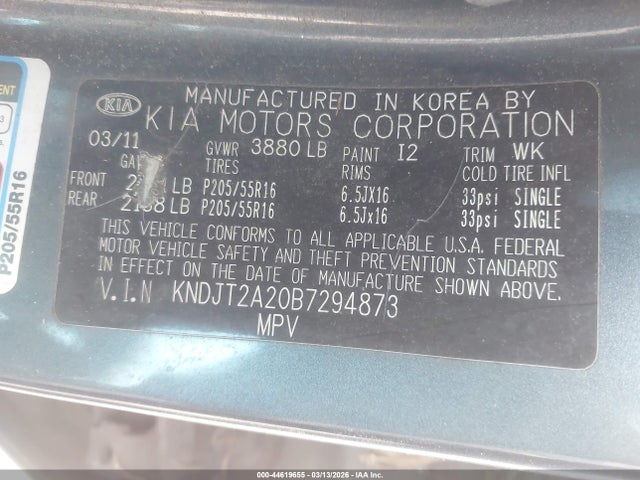 MENT
3
P205/55R16
KIA
MANUFACTURED IN KOREA BY
KIA MOTORS CORPORATION
03/11 GVWR 3880 LB PAINT I2 TRIM WK
TIRES RIMS COLD TIRE INFL
FRONT LB P205/55R16 6.5JX16 33psi SINGLE
REAR LB P205/55R16 6.5Jx16 33psi SINGLE
THIS VEHICLE CONFORMS TO ALL APPLICABLE U.S.A. FEDERAL
MOTOR VEHICLE SAFETY AND THEFT PREVENTION STANDARDS
IN EFFECT ON THE DATE OF MANUFACTURE SHOWN ABOVE.
V.I.N KNDJT2A20B7294873
MPV
000-44619655 - 03/13/2026 - IAAI, Inc.